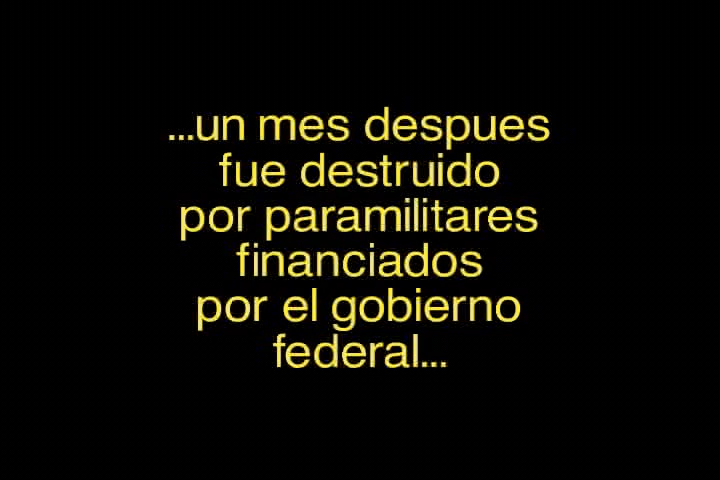 ...un mes despues
fue destruido
por paramilitares
financiados
por el gobierno
federal...